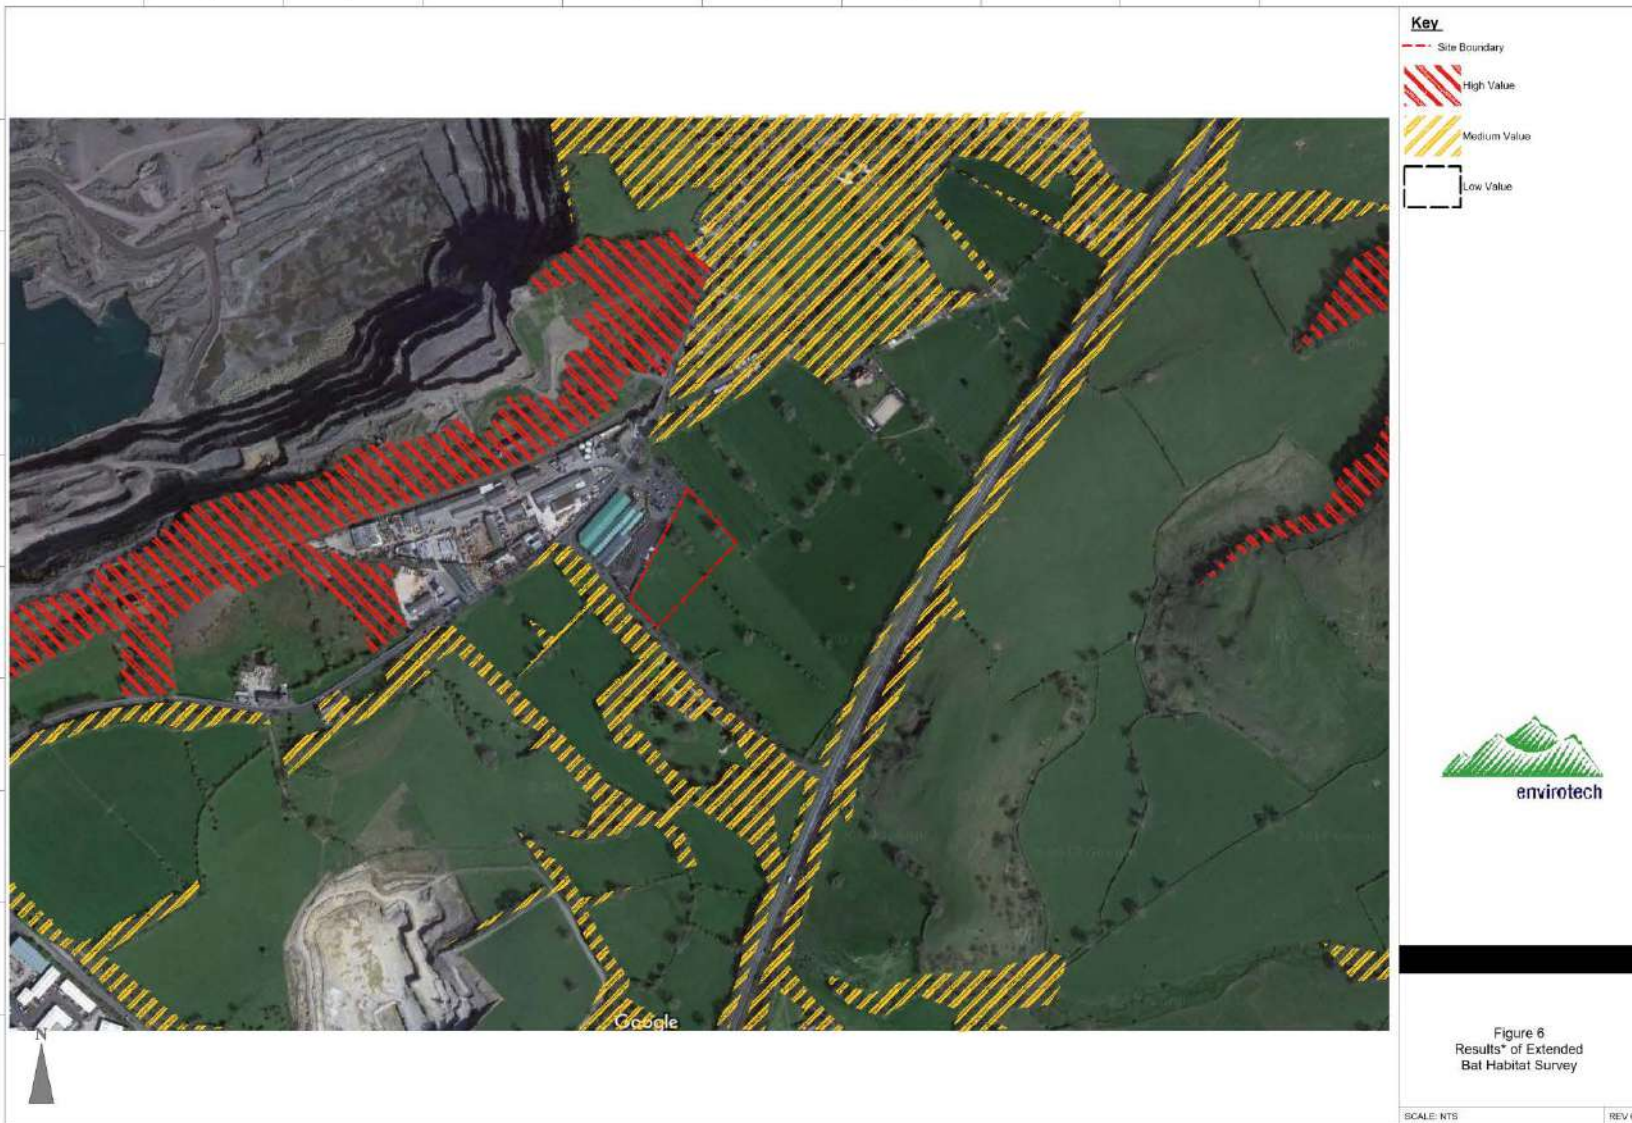 Key
Site Boundary
High Value
Medium Value
Low Value
envirotech
Google
N
Figure 6
Results* of Extended
Bat Habitat Survey
SCALE: NTS
REV